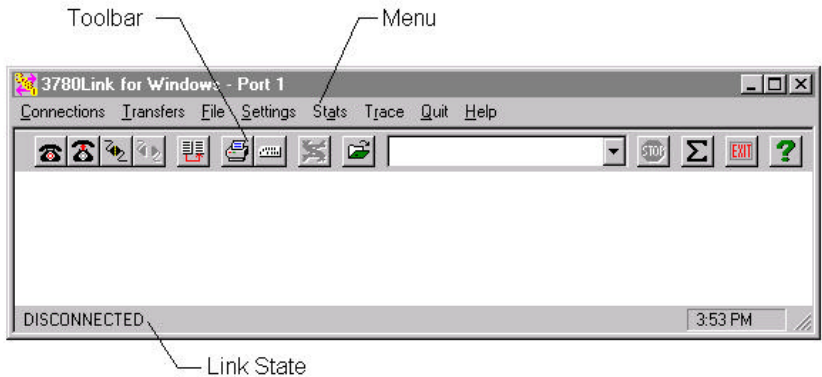 Toolbar
Menu
3780Link for Windows - Port 1
Connections Transfers File Settings Stats Trace Quit Help
STOP Σ EXIT ?
DISCONNECTED
3:53 PM
Link State